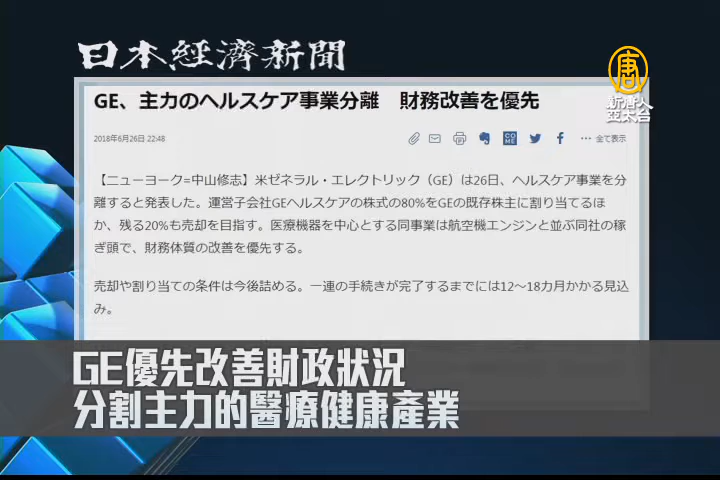 日本經濟新聞
唐
新唐人
亞太台
GE、主力のヘルスケア事業分離 財務改善を優先
2018年6月26日 22:48
COME
… 全て表示
【ニューヨーク=中山修志】米ゼネラル・エレクトリック（GE）は26日、ヘルスケア事業を分
離すると発表した。運営子会社GEヘルスケアの株式の80%をGEの既存株主に割り当てるほ
か、残る20%も売却を目指す。医療機器を中心とする同事業は航空機エンジンと並ぶ同社の稼
ぎ頭で、財務体質の改善を優先する。
売却や割り当ての条件は今後詰める。一連の手続きが完了するまでには12〜18カ月かかる見込
み。
GE優先改善財政狀況
分割主力的醫療健康產業